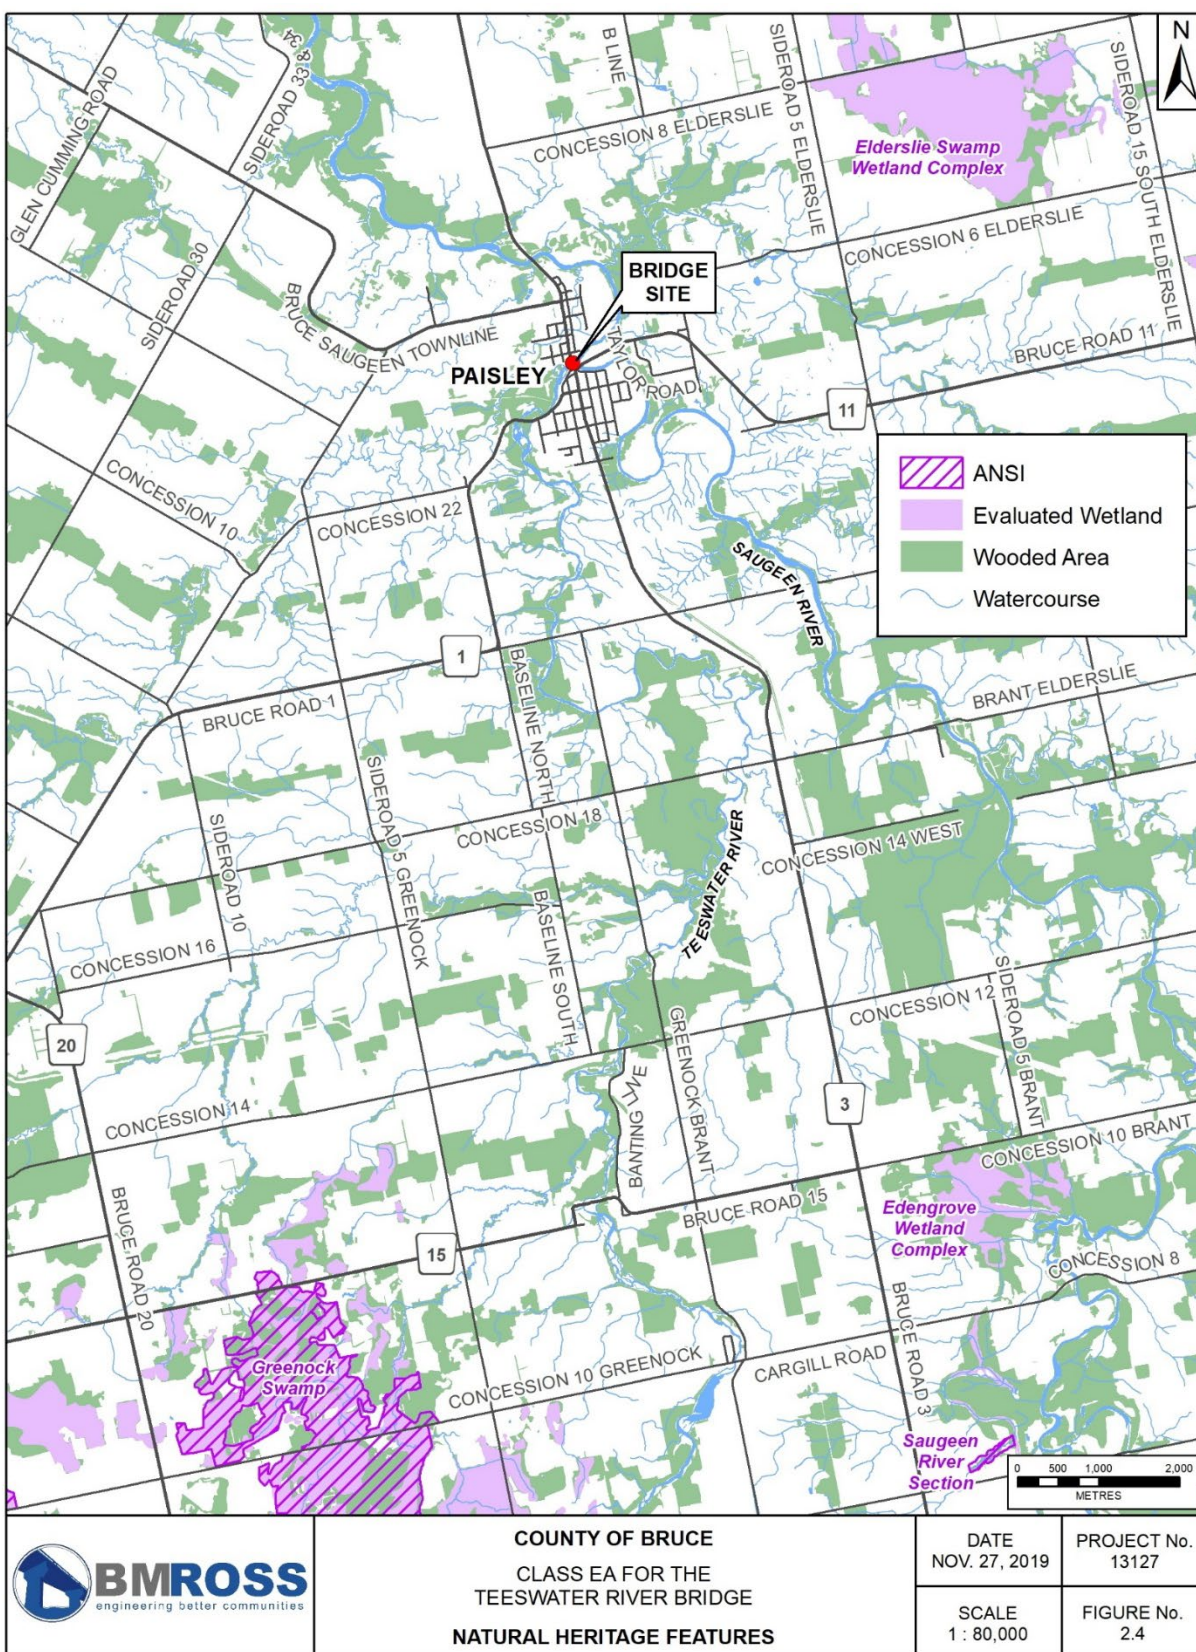 N
GLEN CUMMING ROAD
SIDEROAD 33 & 34
B LINE
SIDEROAD 5 ELDERSLIE
SIDEROAD 15 SOUTH ELDERSLIE
CONCESSION 8 ELDERSLIE
Elderslie Swamp
Wetland Complex
SIDEROAD 30
CONCESSION 6 ELDERSLIE
BRIDGE
SITE
BRUCE SAUGEEN TOWNLINE
TAYLOR ROAD
BRUCE ROAD 11
PAISLEY
11
ANSI
Evaluated Wetland
Wooded Area
Watercourse
CONCESSION 10
CONCESSION 22
SAUGEEN RIVER
1
BRUCE ROAD 1
BASELINE NORTH
BRANT ELDERSLIE
SIDEROAD 5 GREENOCK
SIDEROAD 10
CONCESSION 18
TEESWATER RIVER
CONCESSION 14 WEST
CONCESSION 16
BASELINE SOUTH
CONCESSION 12
SIDEROAD 5 BRANT
20
GREENOCK BRANT
CONCESSION 14
BANTING AVE
3
CONCESSION 10 BRANT
BRUCE ROAD 20
BRUCE ROAD 15
Edengrove
Wetland
Complex
15
CONCESSION 8
Greenock
Swamp
CONCESSION 10 GREENOCK
CARGILL ROAD
BRUCE ROAD 3
Saugeen
River
Section
0 500 1,000 2,000
METRES
BMROSS
engineering better communities
COUNTY OF BRUCE
CLASS EA FOR THE
TEESWATER RIVER BRIDGE
NATURAL HERITAGE FEATURES
DATE
NOV. 27, 2019
PROJECT No.
13127
SCALE
1 : 80,000
FIGURE No.
2.4